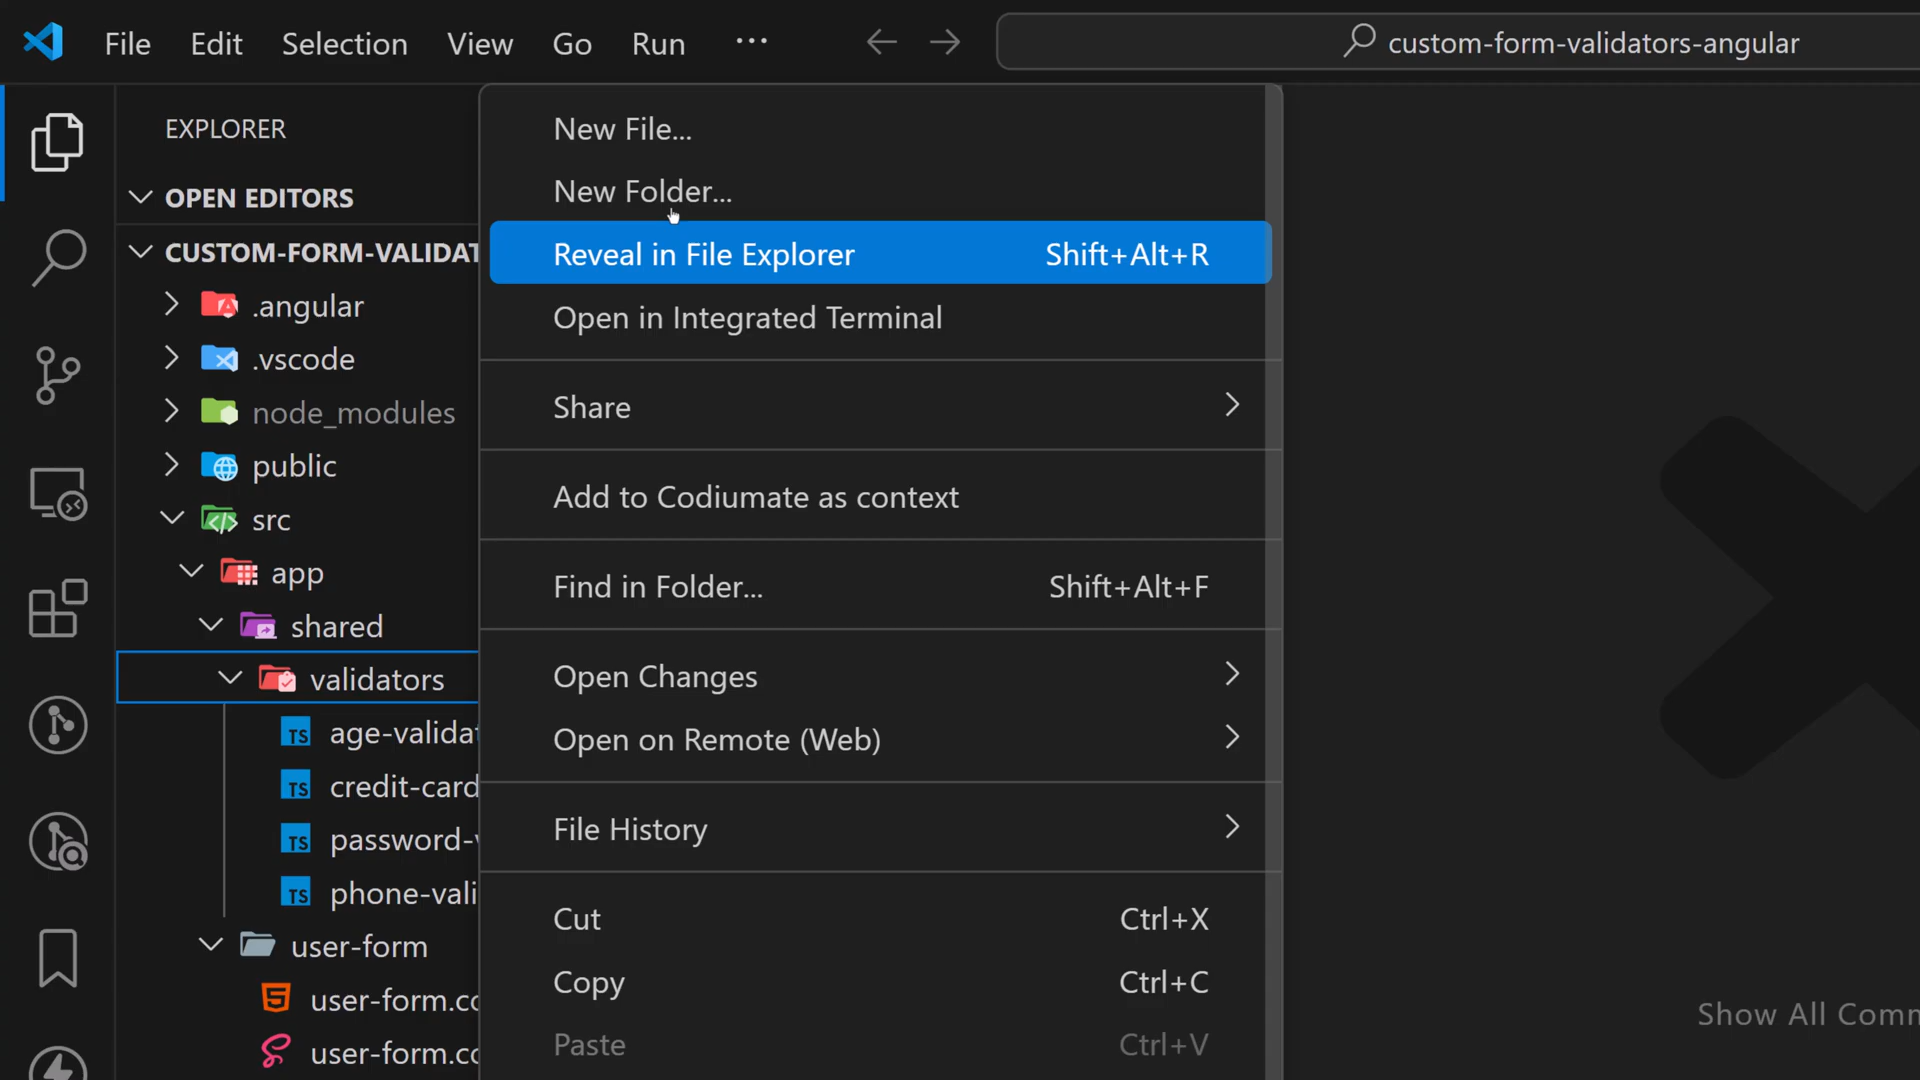 File Edit Selection View Go Run ···
custom-form-validators-angular
EXPLORER
OPEN EDITORS
CUSTOM-FORM-VALIDAT
.angular
.vscode
node_modules
public
src
app
shared
validators
age-validat
credit-card
password-v
phone-vali
user-form
user-form.co
user-form.co
New File...
New Folder...
Reveal in File Explorer Shift+Alt+R
Open in Integrated Terminal
Share
Add to Codiumate as context
Find in Folder... Shift+Alt+F
Open Changes
Open on Remote (Web)
File History
Cut Ctrl+X
Copy Ctrl+C
Paste Ctrl+V
Show All Comm